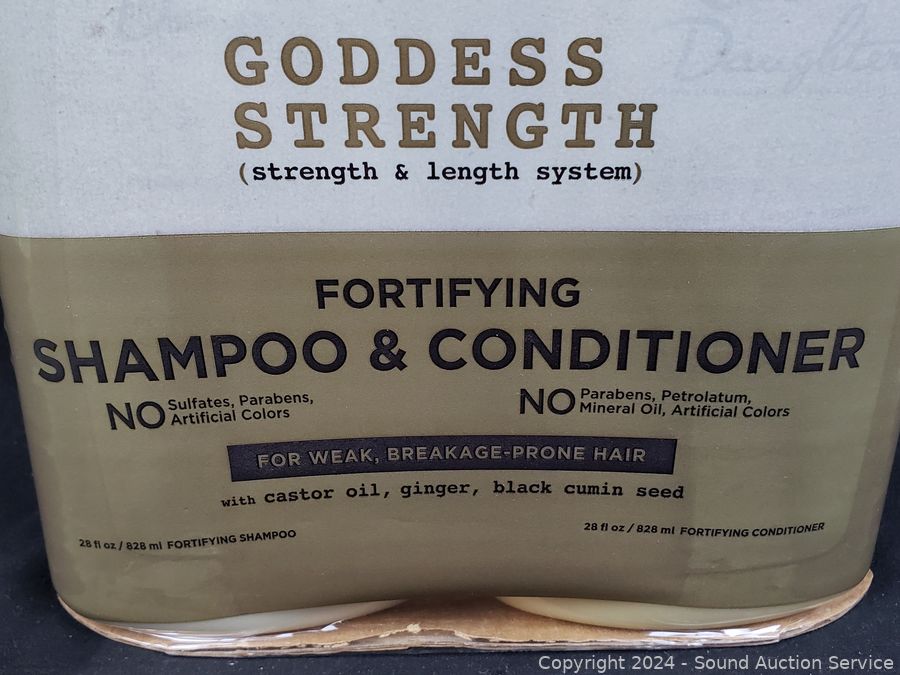 Daughter
GODDESS
STRENGTH
(strength & length system)
FORTIFYING
SHAMPOO & CONDITIONER
NO Sulfates, Parabens,
Artificial Colors
NO Parabens, Petrolatum,
Mineral Oil, Artificial Colors
FOR WEAK, BREAKAGE-PRONE HAIR
with castor oil, ginger, black cumin seed
28 fl oz / 828 ml FORTIFYING SHAMPOO
28 fl oz / 828 ml FORTIFYING CONDITIONER
Copyright 2024 - Sound Auction Service